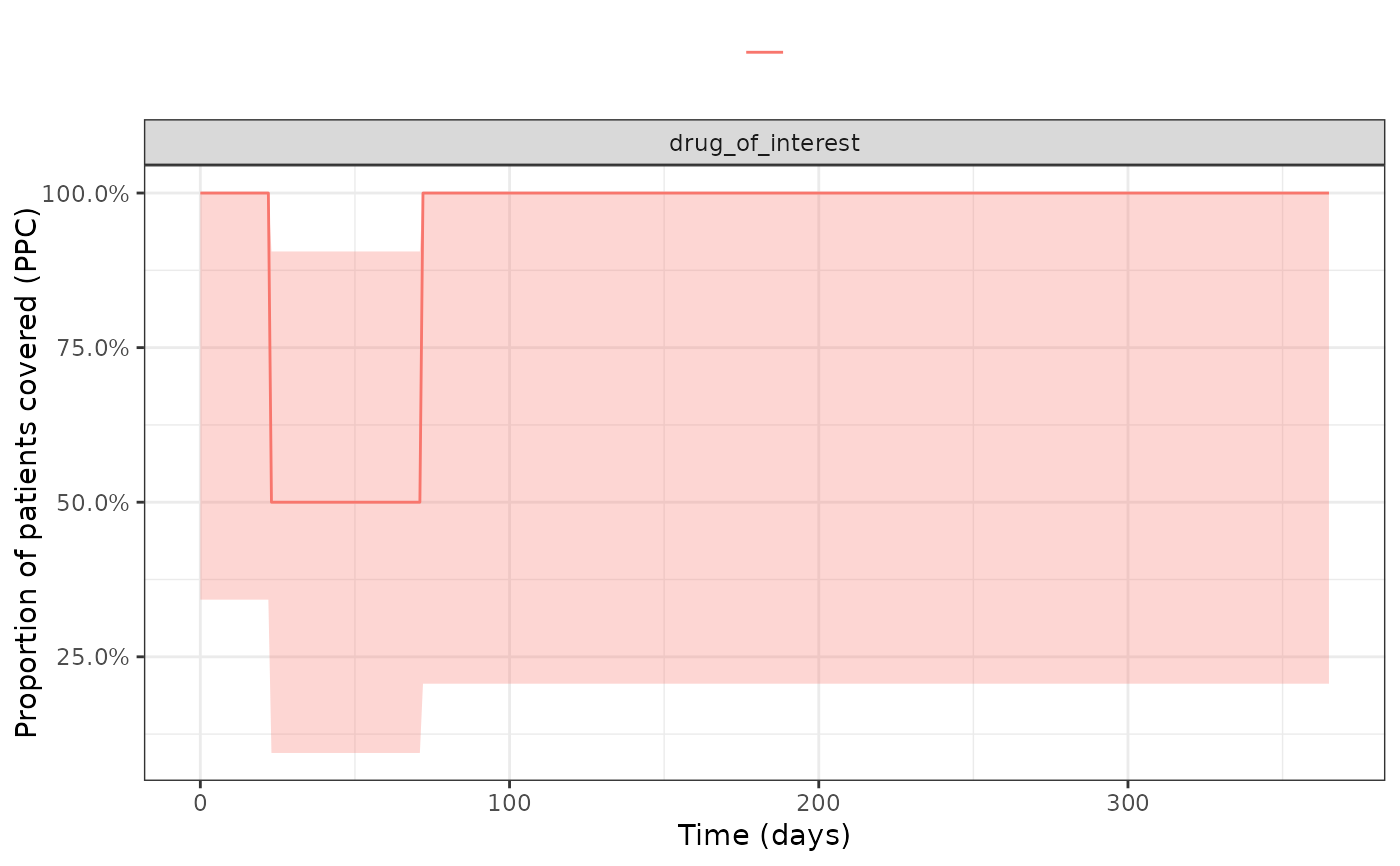 drug_of_interest
Proportion of patients covered (PPC)
100.0%
75.0%
50.0%
25.0%
0 100 200 300
Time (days)